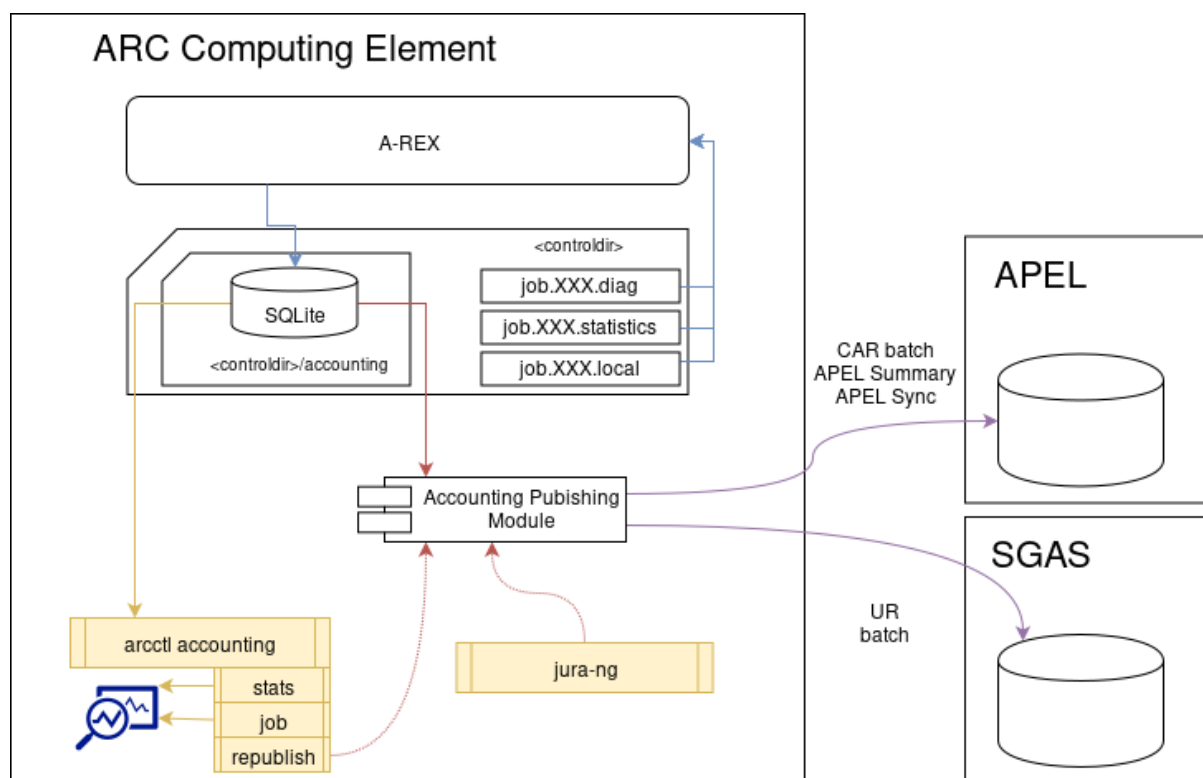 ARC Computing Element
A-REX
<controldir>
job.XXX.diag
SQLite
job.XXX.statistics
<controldir>/accounting
job.XXX.local
APEL
CAR batch
APEL Summary
APEL Sync
Accounting Pubishing
Module
SGAS
UR
batch
arcctl accounting
stats
job
republish
jura-ng